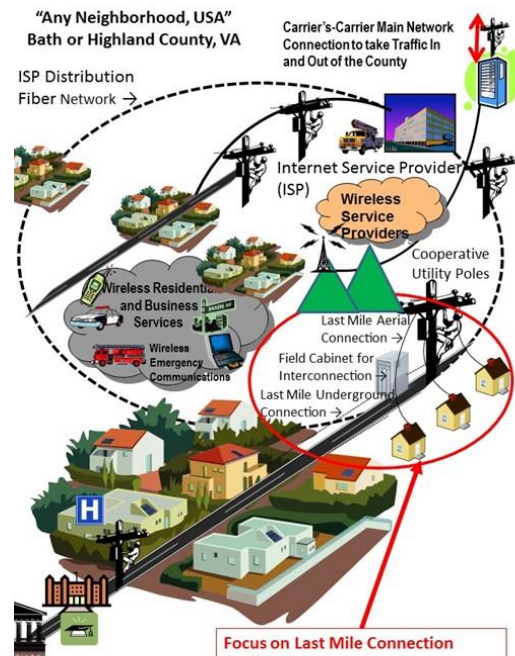 “Any Neighborhood, USA”
Bath or Highland County, VA
Carrier’s-Carrier Main Network
Connection to take Traffic In
and Out of the County
ISP Distribution
Fiber Network →
Internet Service Provider
(ISP)
Wireless
Service
Providers
Cooperative
Utility Poles
Wireless Residential
and Business
Services
MAIN ST
Wireless
Emergency
Communications
Last Mile Aerial
Connection →
Field Cabinet for
Interconnection →
Last Mile Underground
Connection →
H
Focus on Last Mile Connection